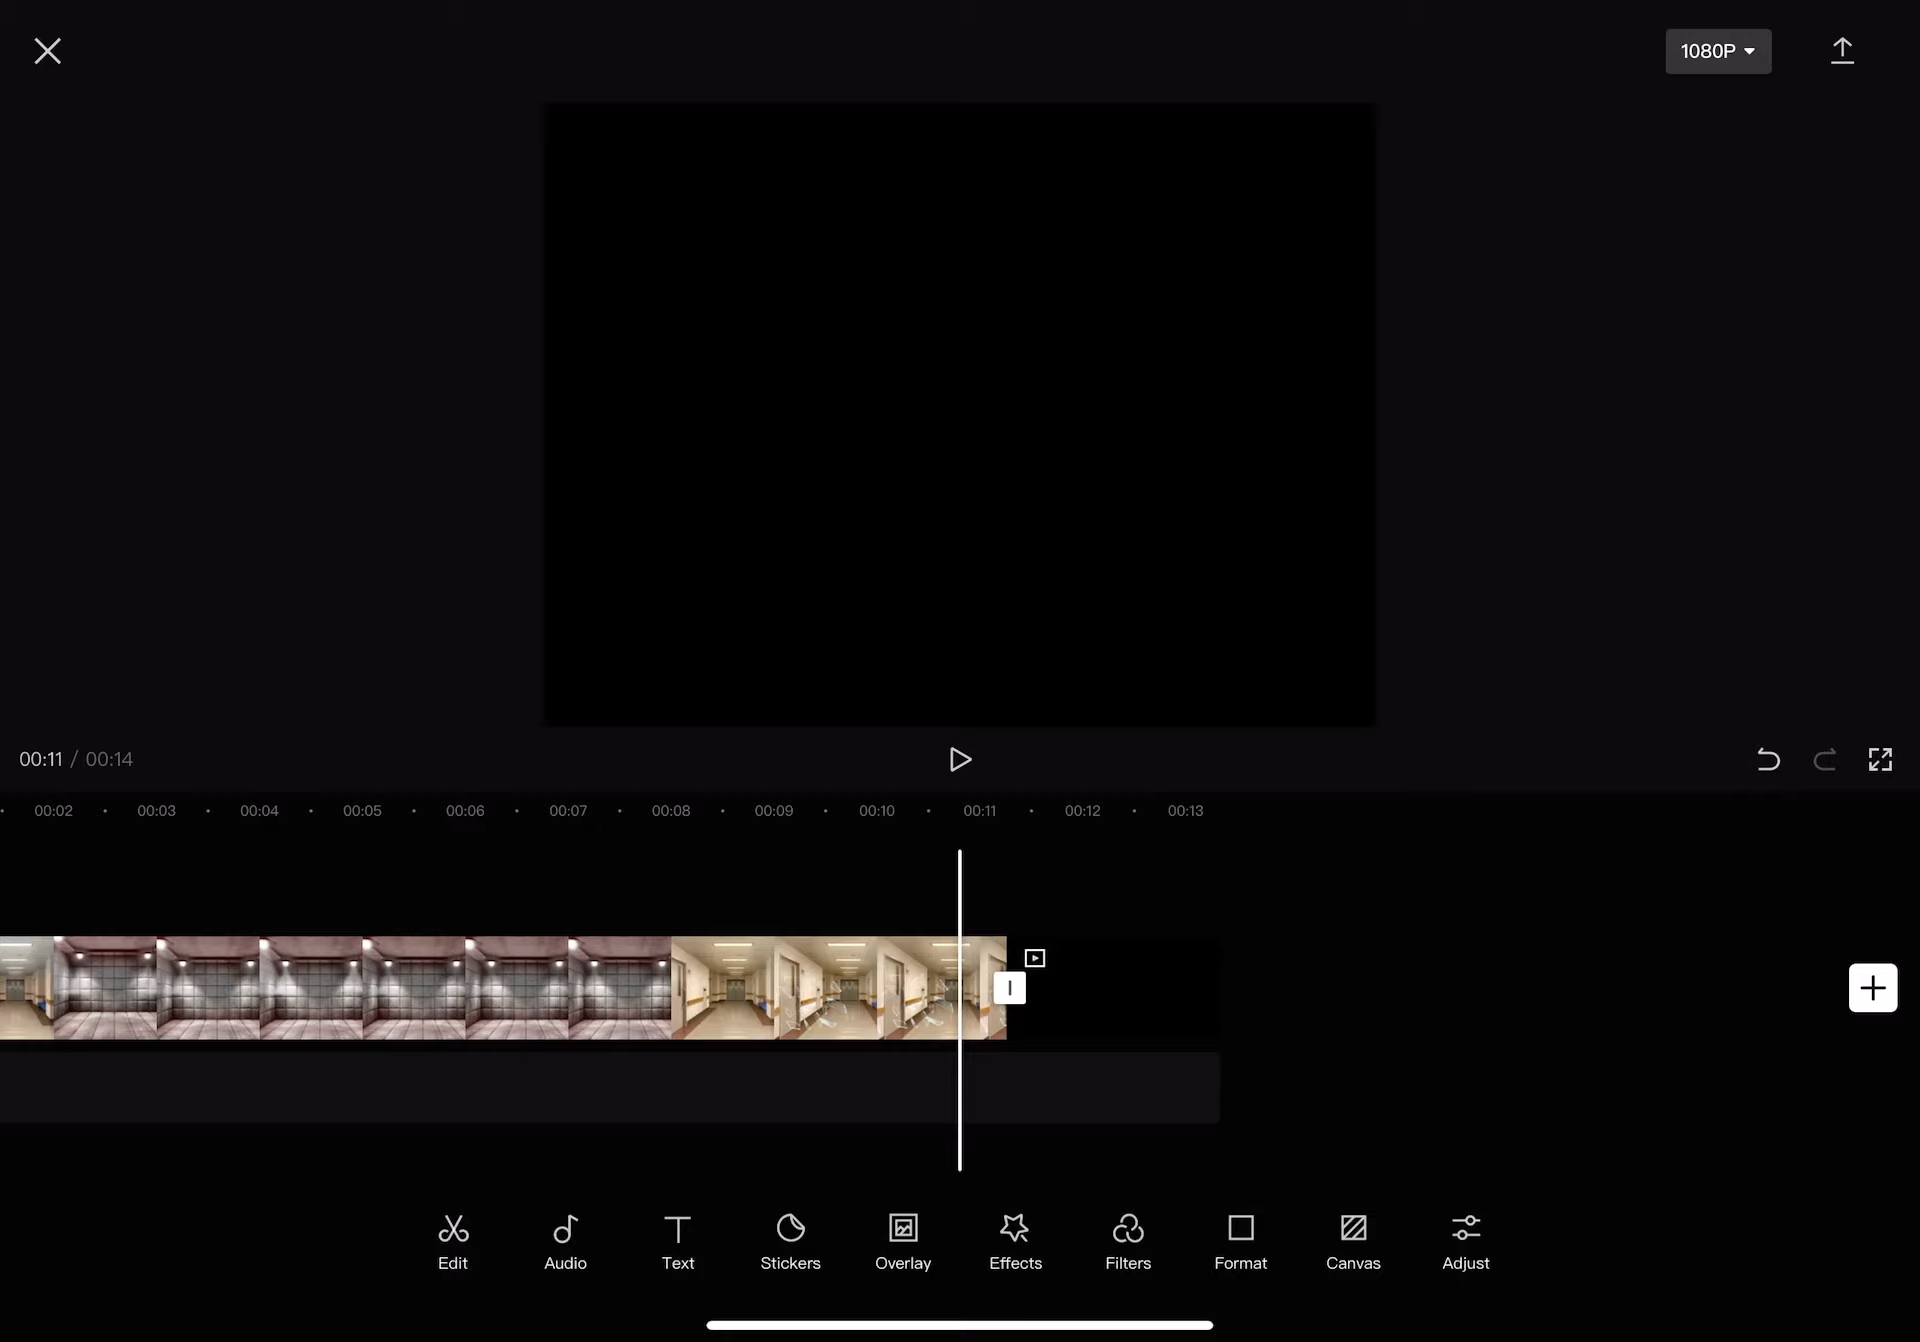 1080P
00:11 / 00:14
00:02 00:03 00:04 00:05 00:06 00:07 00:08 00:09 00:10 00:11 00:12 00:13
Edit Audio Text Stickers Overlay Effects Filters Format Canvas Adjust